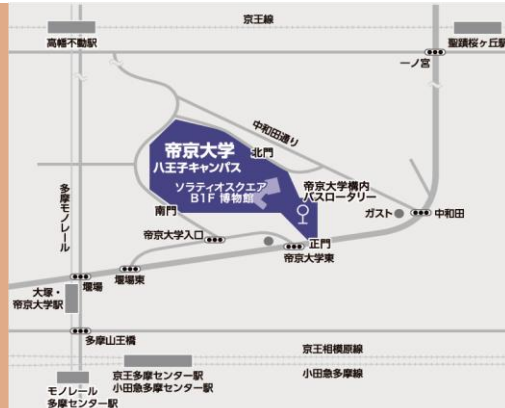 京王線
高幡不動駅
聖蹟桜ヶ丘駅
一ノ宮
中和田通り
帝京大学
八王子キャンパス
北門
ソラティオスクエア
B1F 博物館
帝京大学構内
バスロータリー
多摩モノレール
南門
ガスト
中和田
帝京大学入口
正門
帝京大学東
堰場
堰場東
大塚・
帝京大学駅
多摩山王橋
京王相模原線
京王多摩センター駅
小田急多摩センター駅
小田急多摩線
モノレール
多摩センター駅